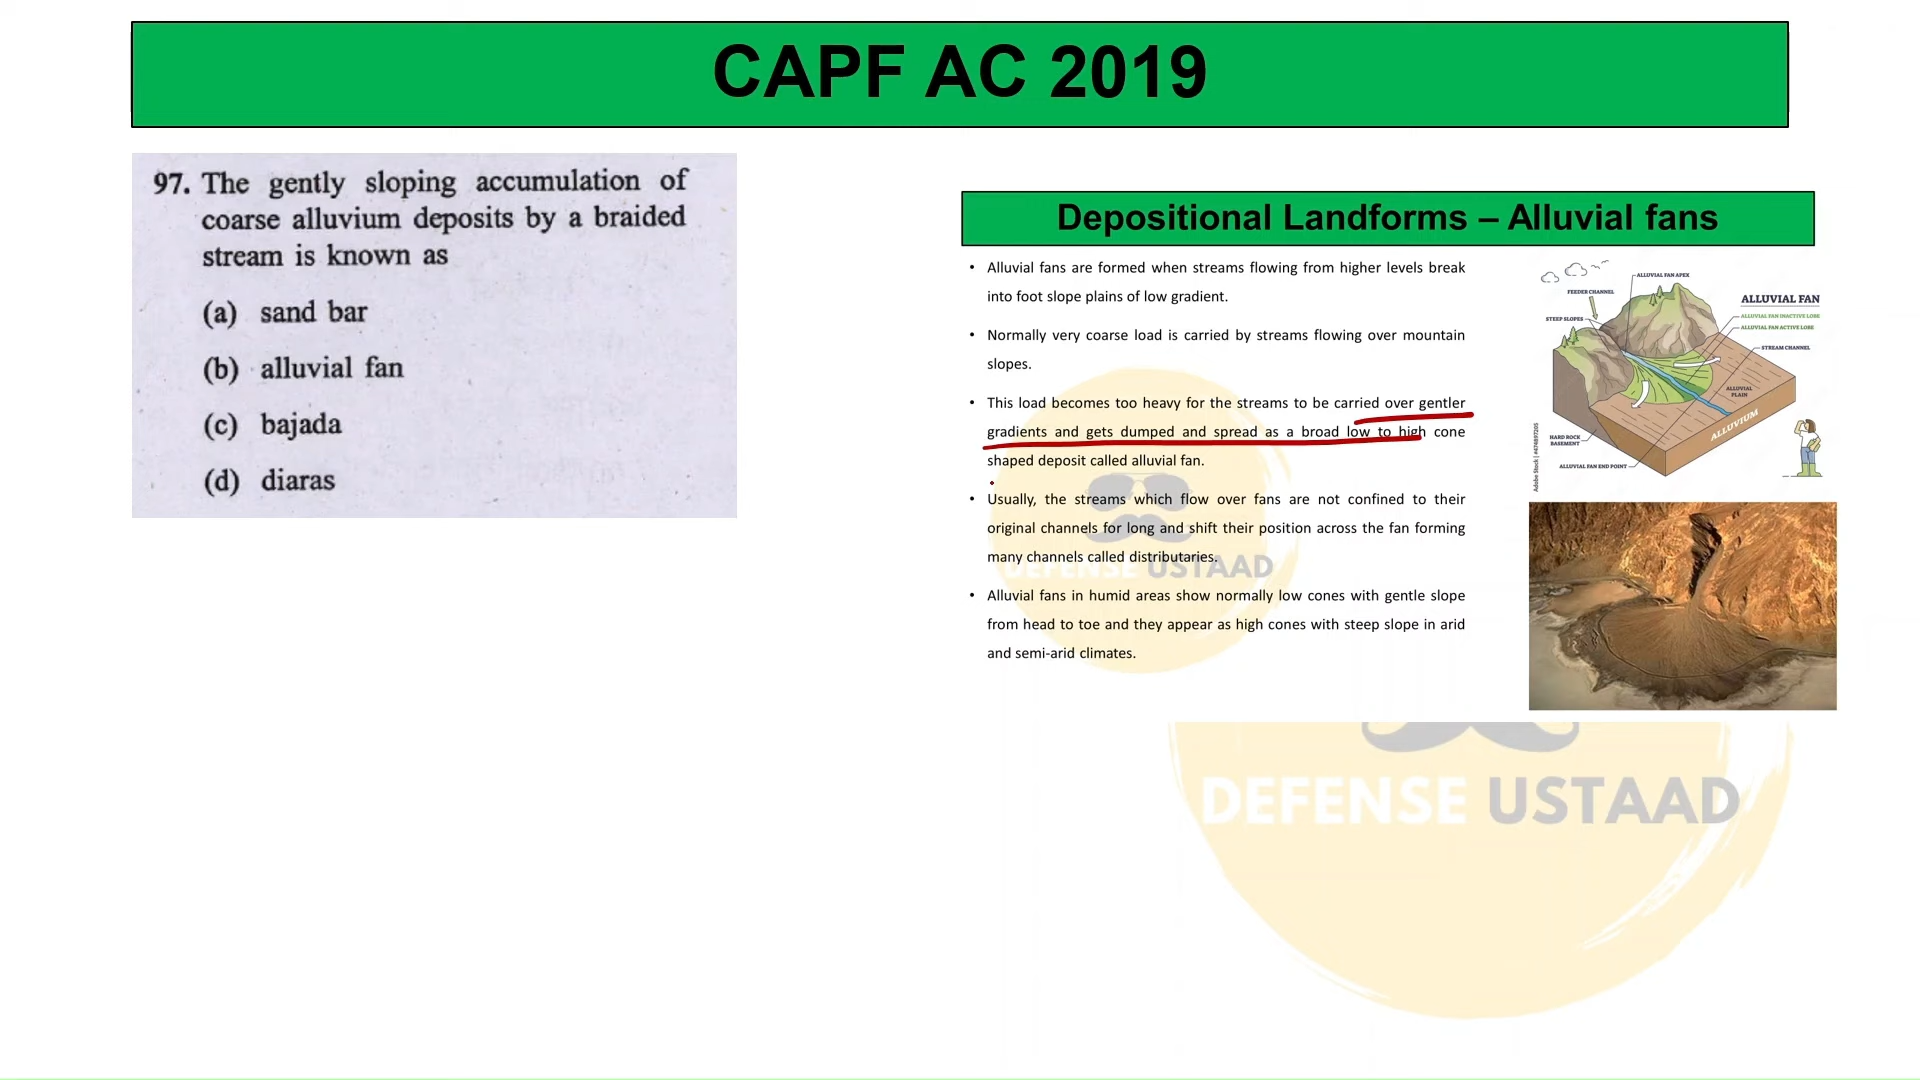 CAPF AC 2019
97. The gently sloping accumulation of
coarse alluvium deposits by a braided
stream is known as
(a) sand bar
(b) alluvial fan
(c) bajada
(d) diaras
Depositional Landforms – Alluvial fans
• Alluvial fans are formed when streams flowing from higher levels break
into foot slope plains of low gradient.
• Normally very coarse load is carried by streams flowing over mountain
slopes.
• This load becomes too heavy for the streams to be carried over gentler
gradients and gets dumped and spread as a broad low to high cone
shaped deposit called alluvial fan.
• Usually, the streams which flow over fans are not confined to their
original channels for long and shift their position across the fan forming
many channels called distributaries.
• Alluvial fans in humid areas show normally low cones with gentle slope
from head to toe and they appear as high cones with steep slope in arid
and semi-arid climates.
ALLUVIAL FAN APEX
FEEDER CHANNEL
STEEP SLOPES
ALLUVIAL FAN
ALLUVIAL FAN INACTIVE LOBE
ALLUVIAL FAN ACTIVE LOBE
STREAM CHANNEL
ALLUVIAL
PLAIN
ALLUVIUM
HARD ROCK
BASEMENT
ALLUVIAL FAN END POINT
DEFENSE USTAAD
DEFENSE USTAAD